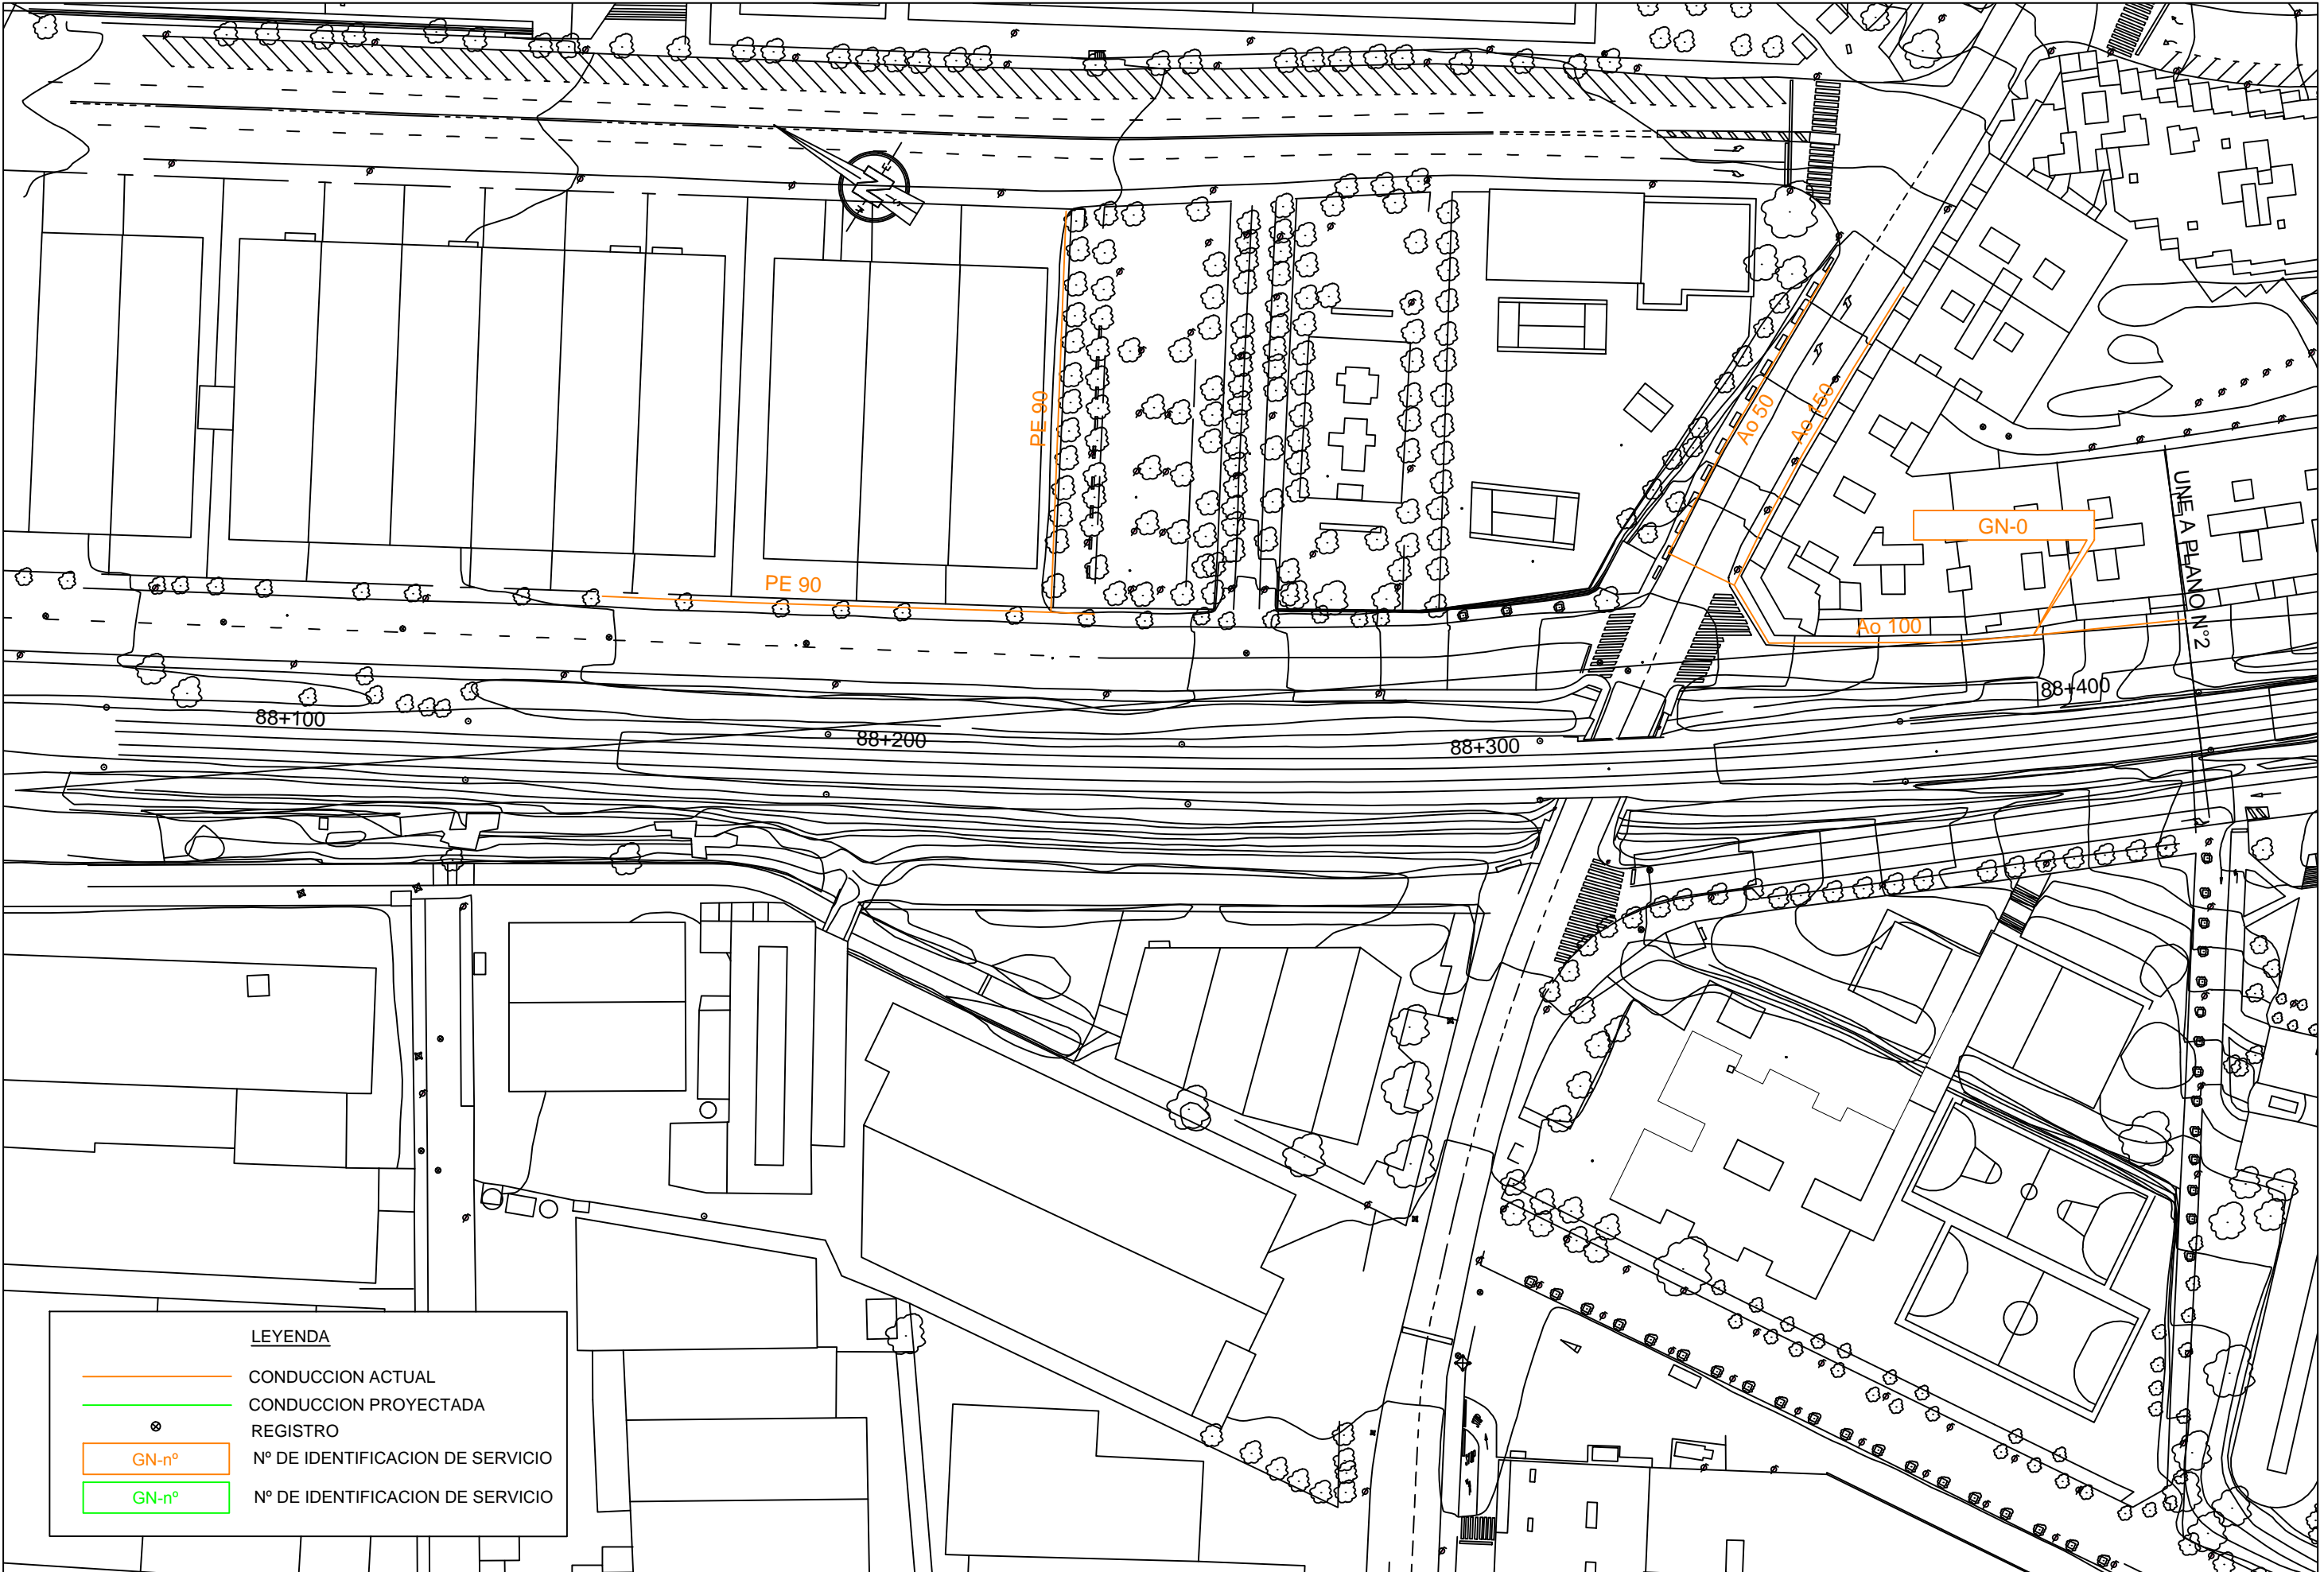 PE 90
Ao 50
Ao 150
GN-0
UNE A PLANO Nº2
PE 90
Ao 100
88+400
88+100
88+200
88+300
LEYENDA
CONDUCCION ACTUAL
CONDUCCION PROYECTADA
REGISTRO
GN-nº Nº DE IDENTIFICACION DE SERVICIO
GN-nº Nº DE IDENTIFICACION DE SERVICIO